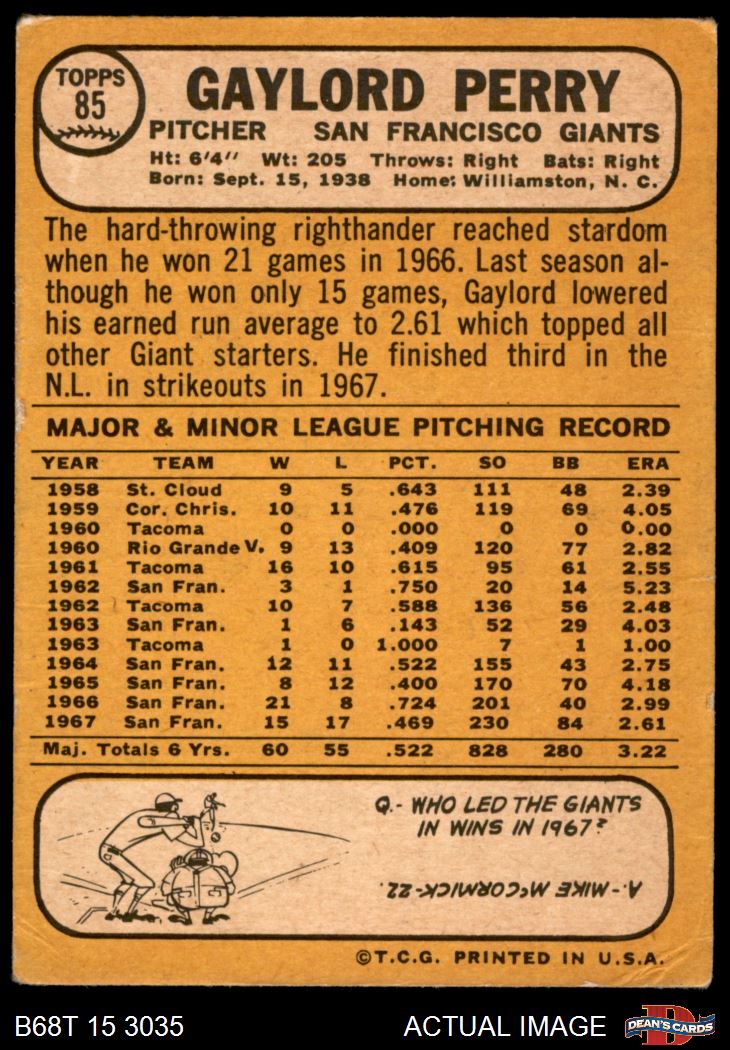 TOPPS
85
GAYLORD PERRY
PITCHER SAN FRANCISCO GIANTS
Ht: 6'4" Wt: 205 Throws: Right Bats: Right
Born: Sept. 15, 1938 Home: Williamston, N. C.
The hard-throwing righthander reached stardom
when he won 21 games in 1966. Last season al-
though he won only 15 games, Gaylord lowered
his earned run average to 2.61 which topped all
other Giant starters. He finished third in the
N.L. in strikeouts in 1967.
MAJOR & MINOR LEAGUE PITCHING RECORD
YEAR TEAM W L PCT. SO BB ERA
1958 St. Cloud 9 5 .643 111 48 2.39
1959 Cor. Chris. 10 11 .476 119 69 4.05
1960 Tacoma 0 0 .000 0 0 0.00
1960 Rio Grande V. 9 13 .409 120 77 2.82
1961 Tacoma 16 10 .615 95 61 2.55
1962 San Fran. 3 1 .750 20 14 5.23
1962 Tacoma 10 7 .588 136 56 2.48
1963 San Fran. 1 6 .143 52 29 4.03
1963 Tacoma 1 0 1.000 7 1 1.00
1964 San Fran. 12 11 .522 155 43 2.75
1965 San Fran. 8 12 .400 170 70 4.18
1966 San Fran. 21 8 .724 201 40 2.99
1967 San Fran. 15 17 .469 230 84 2.61
Maj. Totals 6 Yrs. 60 55 .522 828 280 3.22
Q.- WHO LED THE GIANTS
IN WINS IN 1967?
A.- MIKE McCORMICK-22.
©T.C.G. PRINTED IN U.S.A.
B68T 15 3035 ACTUAL IMAGE
D
DEAN'S CARDS